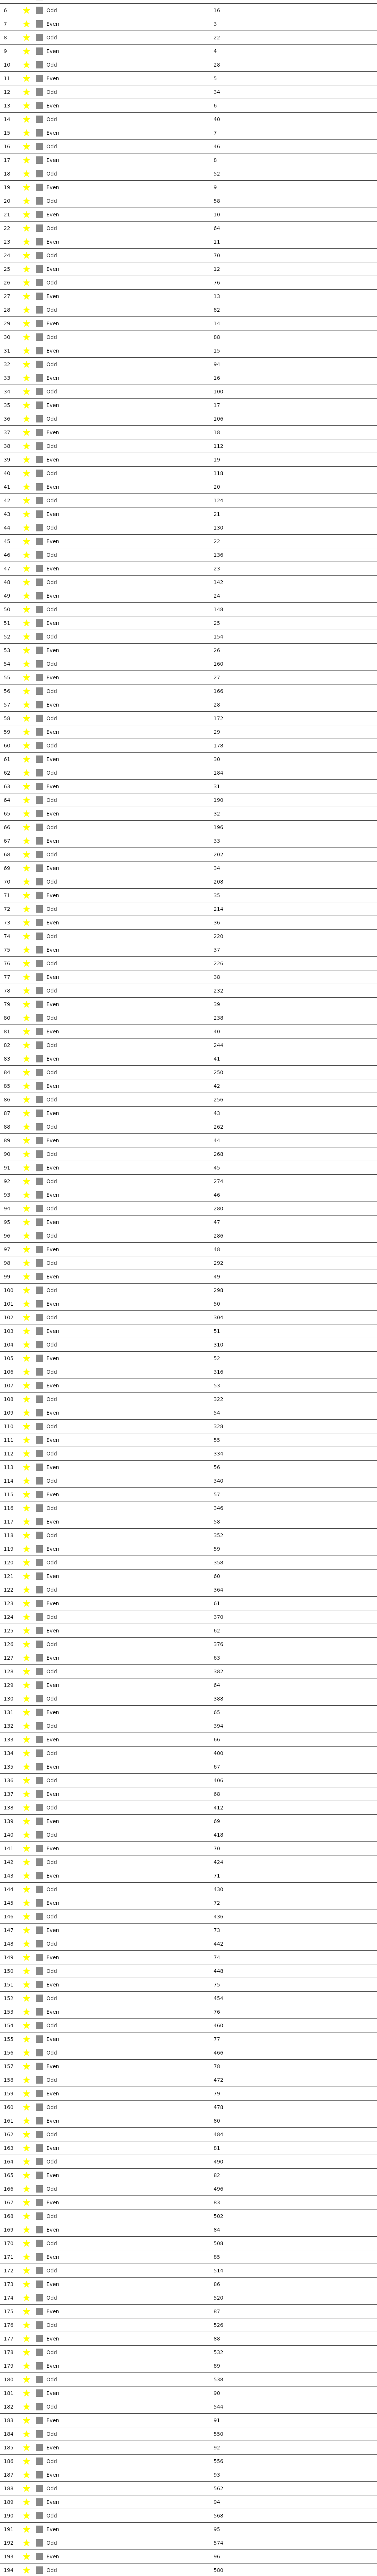 6 Odd 16
7 Even 3
8 Odd 22
9 Even 4
10 Odd 28
11 Even 5
12 Odd 34
13 Even 6
14 Odd 40
15 Even 7
16 Odd 46
17 Even 8
18 Odd 52
19 Even 9
20 Odd 58
21 Even 10
22 Odd 64
23 Even 11
24 Odd 70
25 Even 12
26 Odd 76
27 Even 13
28 Odd 82
29 Even 14
30 Odd 88
31 Even 15
32 Odd 94
33 Even 16
34 Odd 100
35 Even 17
36 Odd 106
37 Even 18
38 Odd 112
39 Even 19
40 Odd 118
41 Even 20
42 Odd 124
43 Even 21
44 Odd 130
45 Even 22
46 Odd 136
47 Even 23
48 Odd 142
49 Even 24
50 Odd 148
51 Even 25
52 Odd 154
53 Even 26
54 Odd 160
55 Even 27
56 Odd 166
57 Even 28
58 Odd 172
59 Even 29
60 Odd 178
61 Even 30
62 Odd 184
63 Even 31
64 Odd 190
65 Even 32
66 Odd 196
67 Even 33
68 Odd 202
69 Even 34
70 Odd 208
71 Even 35
72 Odd 214
73 Even 36
74 Odd 220
75 Even 37
76 Odd 226
77 Even 38
78 Odd 232
79 Even 39
80 Odd 238
81 Even 40
82 Odd 244
83 Even 41
84 Odd 250
85 Even 42
86 Odd 256
87 Even 43
88 Odd 262
89 Even 44
90 Odd 268
91 Even 45
92 Odd 274
93 Even 46
94 Odd 280
95 Even 47
96 Odd 286
97 Even 48
98 Odd 292
99 Even 49
100 Odd 298
101 Even 50
102 Odd 304
103 Even 51
104 Odd 310
105 Even 52
106 Odd 316
107 Even 53
108 Odd 322
109 Even 54
110 Odd 328
111 Even 55
112 Odd 334
113 Even 56
114 Odd 340
115 Even 57
116 Odd 346
117 Even 58
118 Odd 352
119 Even 59
120 Odd 358
121 Even 60
122 Odd 364
123 Even 61
124 Odd 370
125 Even 62
126 Odd 376
127 Even 63
128 Odd 382
129 Even 64
130 Odd 388
131 Even 65
132 Odd 394
133 Even 66
134 Odd 400
135 Even 67
136 Odd 406
137 Even 68
138 Odd 412
139 Even 69
140 Odd 418
141 Even 70
142 Odd 424
143 Even 71
144 Odd 430
145 Even 72
146 Odd 436
147 Even 73
148 Odd 442
149 Even 74
150 Odd 448
151 Even 75
152 Odd 454
153 Even 76
154 Odd 460
155 Even 77
156 Odd 466
157 Even 78
158 Odd 472
159 Even 79
160 Odd 478
161 Even 80
162 Odd 484
163 Even 81
164 Odd 490
165 Even 82
166 Odd 496
167 Even 83
168 Odd 502
169 Even 84
170 Odd 508
171 Even 85
172 Odd 514
173 Even 86
174 Odd 520
175 Even 87
176 Odd 526
177 Even 88
178 Odd 532
179 Even 89
180 Odd 538
181 Even 90
182 Odd 544
183 Even 91
184 Odd 550
185 Even 92
186 Odd 556
187 Even 93
188 Odd 562
189 Even 94
190 Odd 568
191 Even 95
192 Odd 574
193 Even 96
194 Odd 580